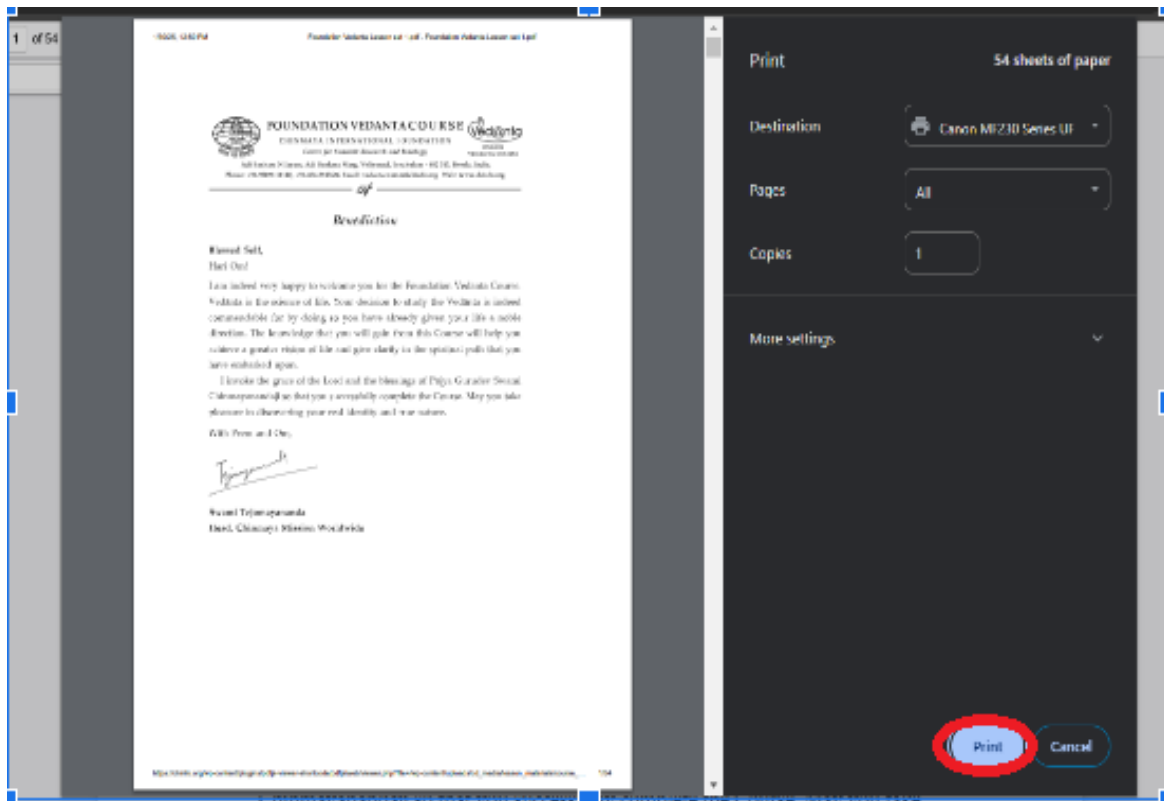 1 of 54
Print
54 sheets of paper
Destination
Canon MF230 Series UF
Pages
All
Copies
1
More settings
Print
Cancel
FOUNDATION VEDANTA COURSE
CHINMAYA INTERNATIONAL FOUNDATION
Vedanta
Benediction
Blessed Self,
Hari Om!
I am indeed very happy to welcome you for the Foundation Vedanta Course.
Vedānta is the science of life. Your decision to study the Vedānta is indeed
commendable for by doing so you have already given your life a noble
direction. The knowledge that you will gain from this Course will help you
achieve a greater vision of life and give clarity to the spiritual path that you
have embarked upon.
I invoke the grace of the Lord and the blessings of Pūjya Gurudev Swami
Chinmayanandaji so that you successfully complete the Course. May you take
pleasure in discovering your real identity and true nature.
With Prem and Om,
Swami Tejomayananda
Head, Chinmaya Mission Worldwide